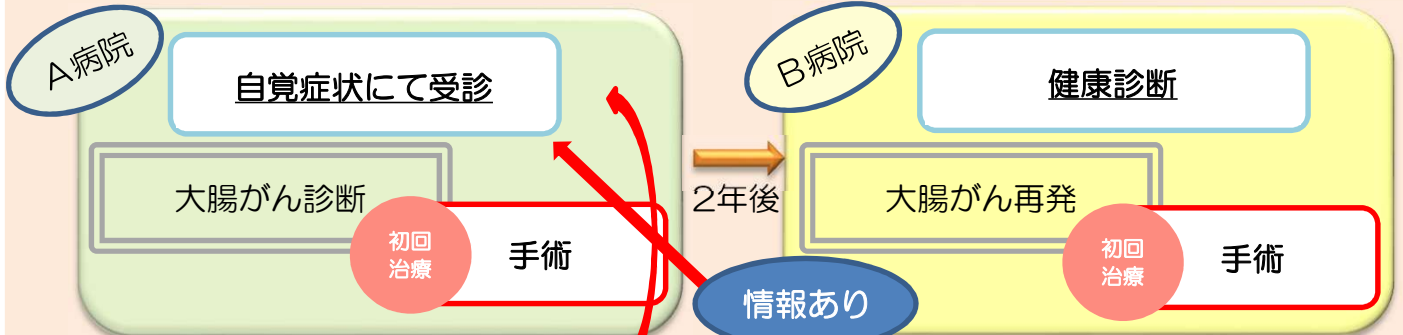 A病院
自覚症状にて受診
大腸がん診断
初回
治療
手術
2年後
B病院
健康診断
大腸がん再発
初回
治療
手術
情報あり